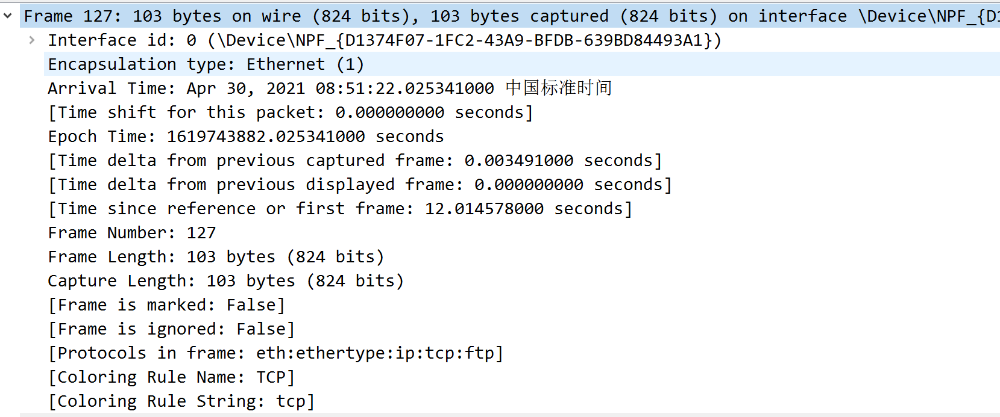 Frame 127: 103 bytes on wire (824 bits), 103 bytes captured (824 bits) on interface \Device\NPF_{D1
Interface id: 0 (\Device\NPF_{D1374F07-1FC2-43A9-BFDB-639BD84493A1})
Encapsulation type: Ethernet (1)
Arrival Time: Apr 30, 2021 08:51:22.025341000 中国标准时间
[Time shift for this packet: 0.000000000 seconds]
Epoch Time: 1619743882.025341000 seconds
[Time delta from previous captured frame: 0.003491000 seconds]
[Time delta from previous displayed frame: 0.000000000 seconds]
[Time since reference or first frame: 12.014578000 seconds]
Frame Number: 127
Frame Length: 103 bytes (824 bits)
Capture Length: 103 bytes (824 bits)
[Frame is marked: False]
[Frame is ignored: False]
[Protocols in frame: eth:ethertype:ip:tcp:ftp]
[Coloring Rule Name: TCP]
[Coloring Rule String: tcp]